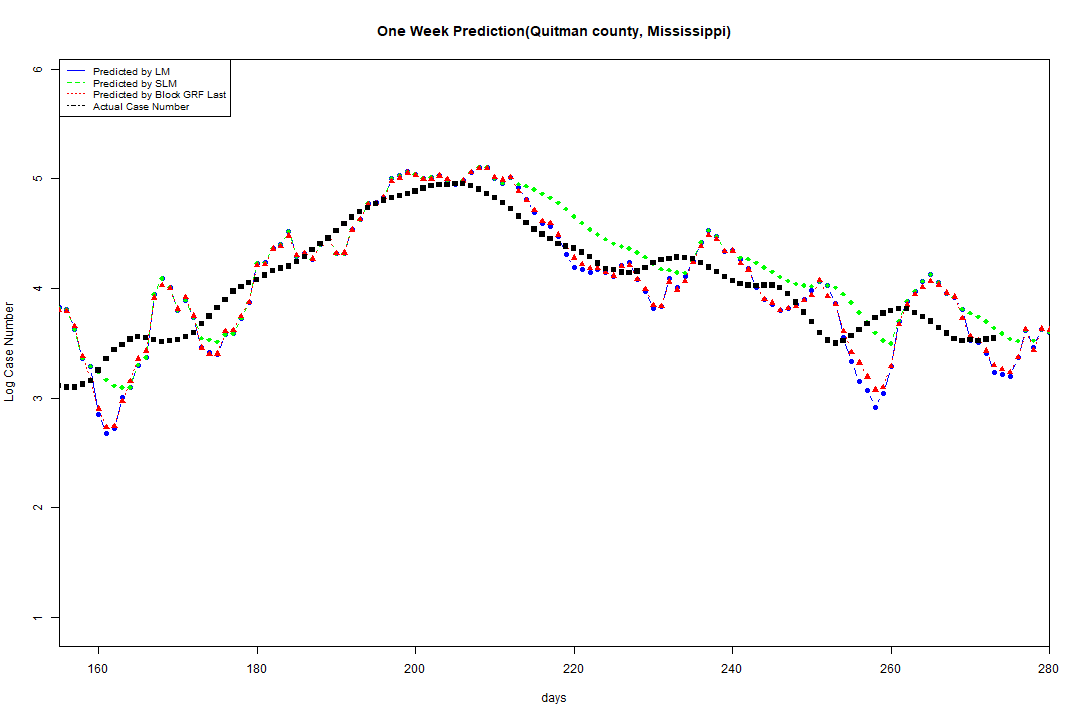 One Week Prediction(Quitman county, Mississippi)
Predicted by LM
Predicted by SLM
Predicted by Block GRF Last
Actual Case Number
6
5
4
3
2
1
Log Case Number
160 180 200 220 240 260 280
days